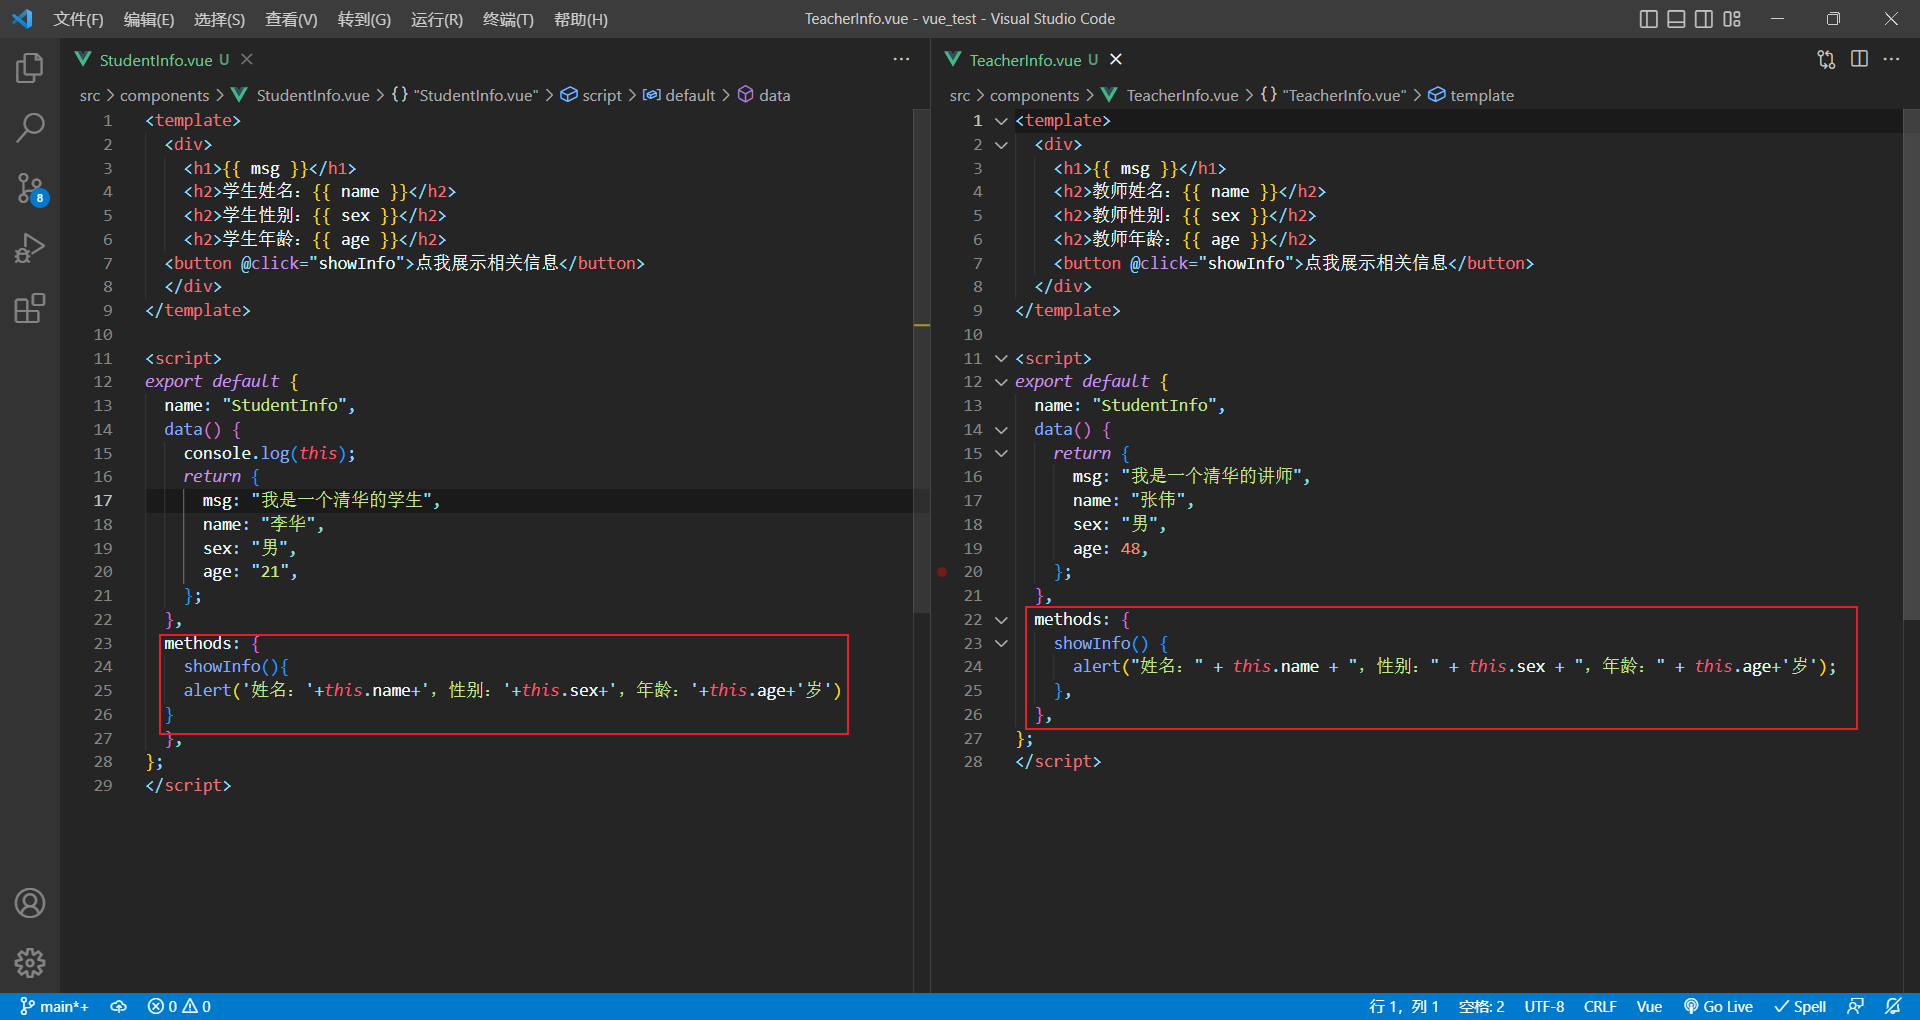 文件(F) 编辑(E) 选择(S) 查看(V) 转到(G) 运行(R) 终端(T) 帮助(H) TeacherInfo.vue - vue_test - Visual Studio Code
StudentInfo.vue U
src > components > StudentInfo.vue > {} "StudentInfo.vue" > script > default > data
1 <template>
2 <div>
3 <h1>{{ msg }}</h1>
4 <h2>学生姓名：{{ name }}</h2>
5 <h2>学生性别：{{ sex }}</h2>
6 <h2>学生年龄：{{ age }}</h2>
7 <button @click="showInfo">点我展示相关信息</button>
8 </div>
9 </template>
10
11 <script>
12 export default {
13 name: "StudentInfo",
14 data() {
15 console.log(this);
16 return {
17 msg: "我是一个清华的学生",
18 name: "李华",
19 sex: "男",
20 age: "21",
21 };
22 },
23 methods: {
24 showInfo(){
25 alert('姓名：'+this.name+'，性别：'+this.sex+'，年龄：'+this.age+'岁')
26 }
27 },
28 };
29 </script>
TeacherInfo.vue U
src > components > TeacherInfo.vue > {} "TeacherInfo.vue" > template
1 <template>
2 <div>
3 <h1>{{ msg }}</h1>
4 <h2>教师姓名：{{ name }}</h2>
5 <h2>教师性别：{{ sex }}</h2>
6 <h2>教师年龄：{{ age }}</h2>
7 <button @click="showInfo">点我展示相关信息</button>
8 </div>
9 </template>
10
11 <script>
12 export default {
13 name: "StudentInfo",
14 data() {
15 return {
16 msg: "我是一个清华的讲师",
17 name: "张伟",
18 sex: "男",
19 age: 48,
20 };
21 },
22 methods: {
23 showInfo() {
24 alert("姓名：" + this.name + "，性别：" + this.sex + "，年龄：" + this.age+'岁');
25 },
26 },
27 };
28 </script>
8
main*+ 0 0 行 1，列 1 空格: 2 UTF-8 CRLF Vue Go Live Spell